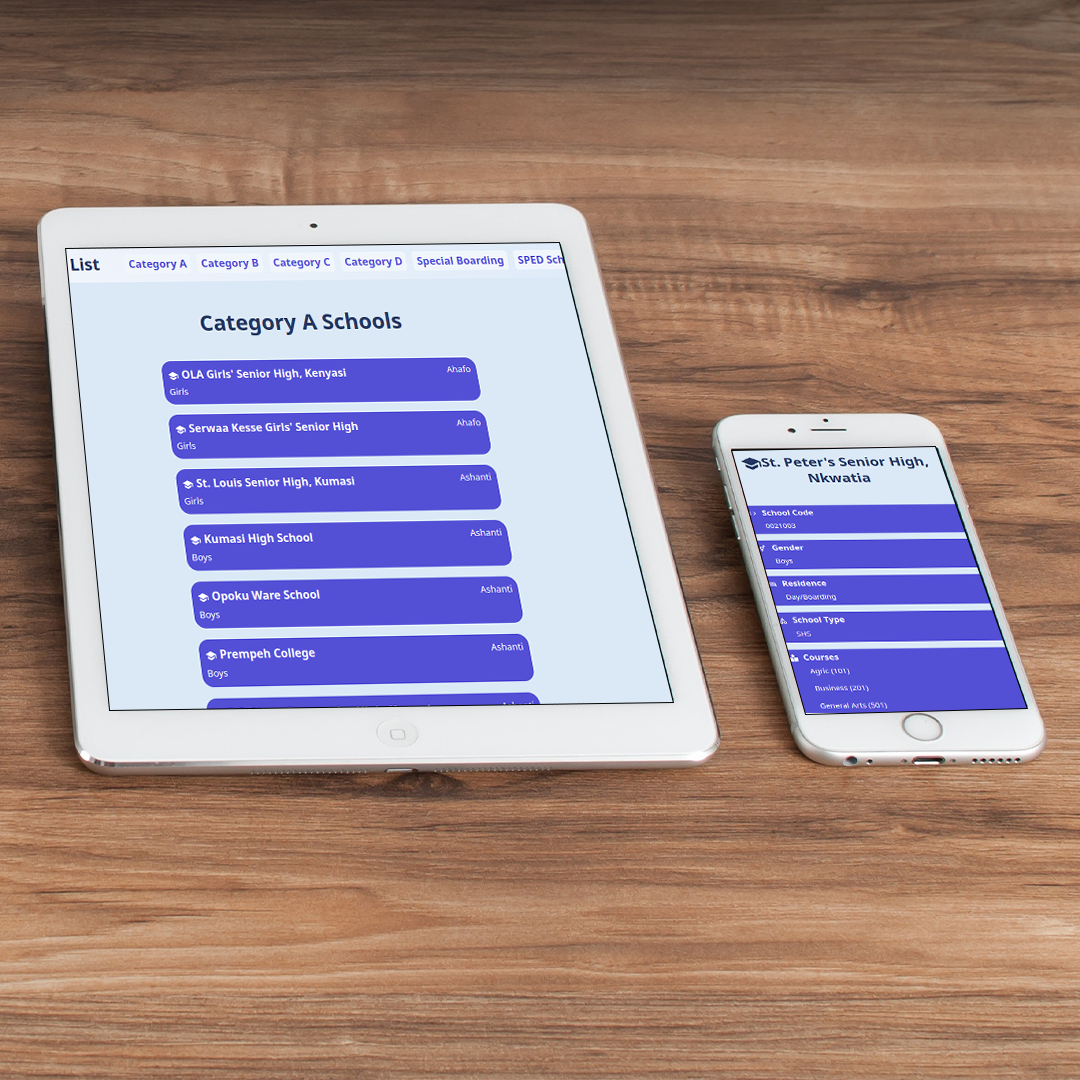 List Category A Category B Category C Category D Special Boarding SPED Sch
Category A Schools
OLA Girls' Senior High, Kenyasi Ahafo
Girls
Serwaa Kesse Girls' Senior High Ahafo
Girls
St. Louis Senior High, Kumasi Ashanti
Girls
Kumasi High School Ashanti
Boys
Opoku Ware School Ashanti
Boys
Prempeh College Ashanti
Boys
St. Peter's Senior High,
Nkwatia
School Code
0021003
Gender
Boys
Residence
Day/Boarding
School Type
SHS
Courses
Agric (101)
Business (201)
General Arts (501)